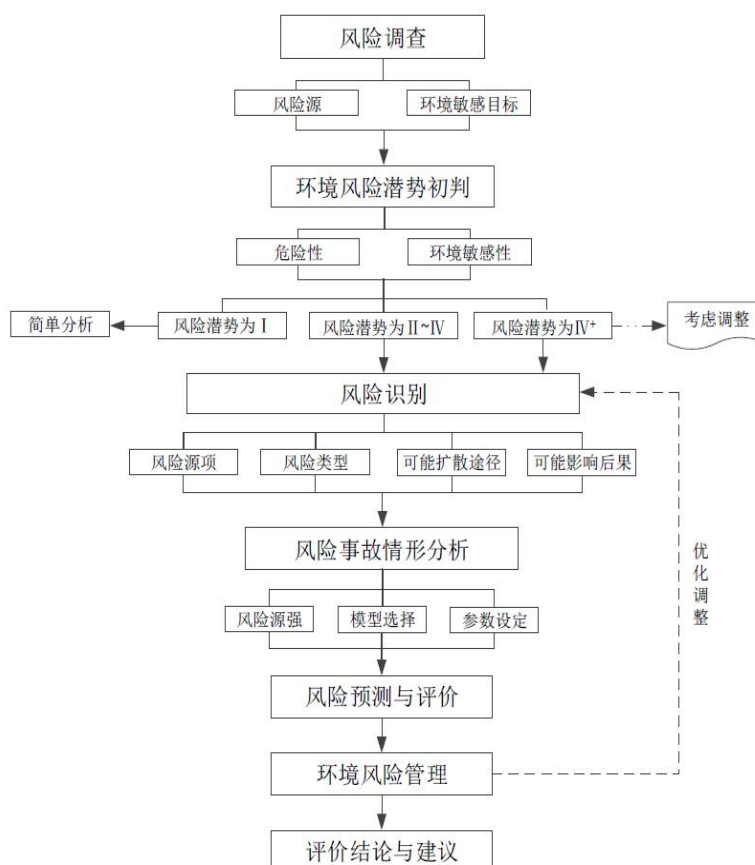 风险调查
风险源
环境敏感目标
环境风险潜势初判
危险性
环境敏感性
简单分析
风险潜势为Ⅰ
风险潜势为Ⅱ~Ⅳ
风险潜势为Ⅳ⁺
考虑调整
风险识别
风险源项
风险类型
可能扩散途径
可能影响后果
风险事故情形分析
优化调整
风险源强
模型选择
参数设定
风险预测与评价
环境风险管理
评价结论与建议